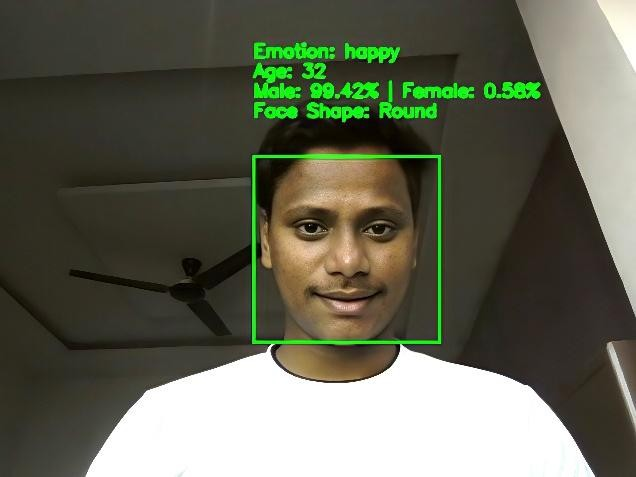 Emotion: happy
Age: 32
Male: 99.42% | Female: 0.58%
Face Shape: Round